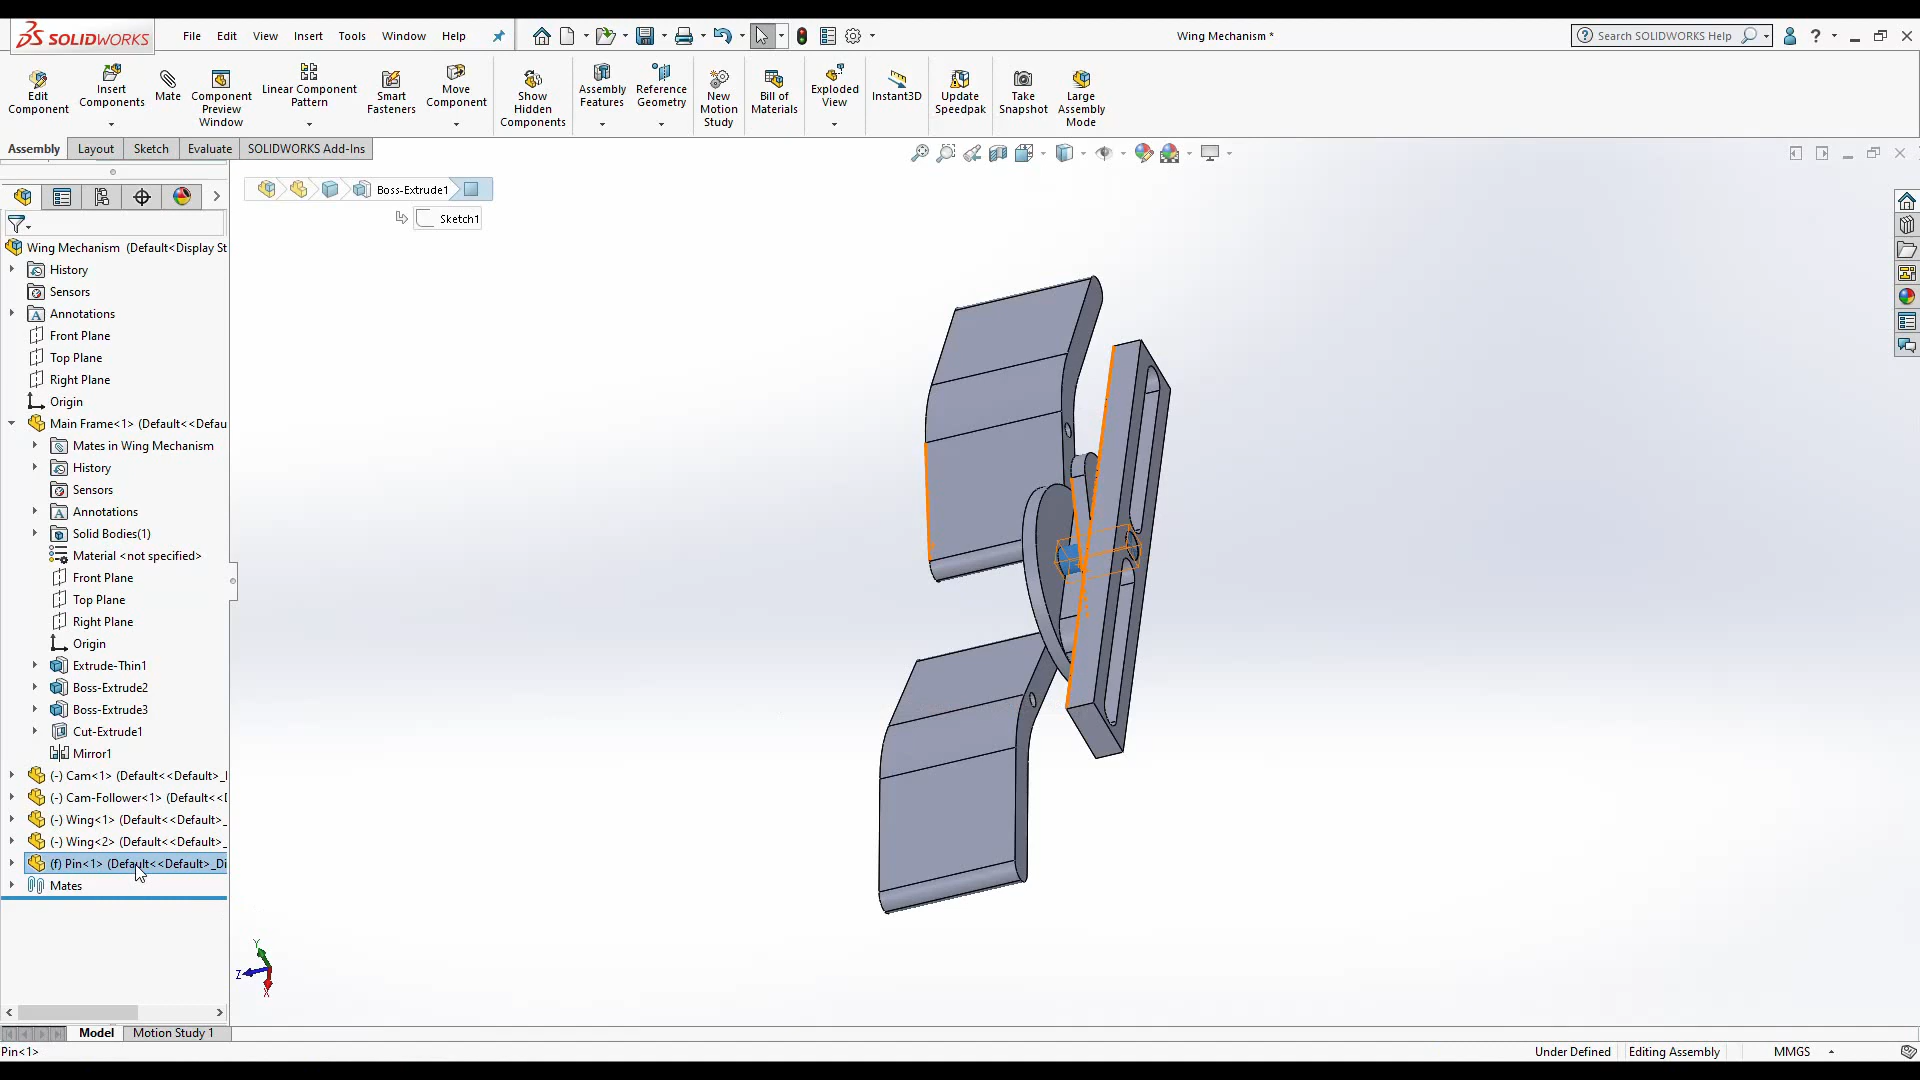 SOLIDWORKS
File Edit View Insert Tools Window Help
Wing Mechanism *
Search SOLIDWORKS Help
Edit Component
Insert Components
Mate
Component Preview Window
Linear Component Pattern
Smart Fasteners
Move Component
Show Hidden Components
Assembly Features
Reference Geometry
New Motion Study
Bill of Materials
Exploded View
Instant3D
Update Speedpak
Take Snapshot
Large Assembly Mode
Assembly Layout Sketch Evaluate SOLIDWORKS Add-Ins
Boss-Extrude1
Sketch1
Wing Mechanism (Default<Display St
History
Sensors
Annotations
Front Plane
Top Plane
Right Plane
Origin
Main Frame<1> (Default<<Defau
Mates in Wing Mechanism
History
Sensors
Annotations
Solid Bodies(1)
Material <not specified>
Front Plane
Top Plane
Right Plane
Origin
Extrude-Thin1
Boss-Extrude2
Boss-Extrude3
Cut-Extrude1
Mirror1
(-) Cam<1> (Default<<Default>_
(-) Cam-Follower<1> (Default<<
(-) Wing<1> (Default<<Default>_
(-) Wing<2> (Default<<Default>_
(f) Pin<1> (Default<<Default>_Di
Mates
Y
Z
X
Model Motion Study 1
Pin<1>
Under Defined Editing Assembly MMGS